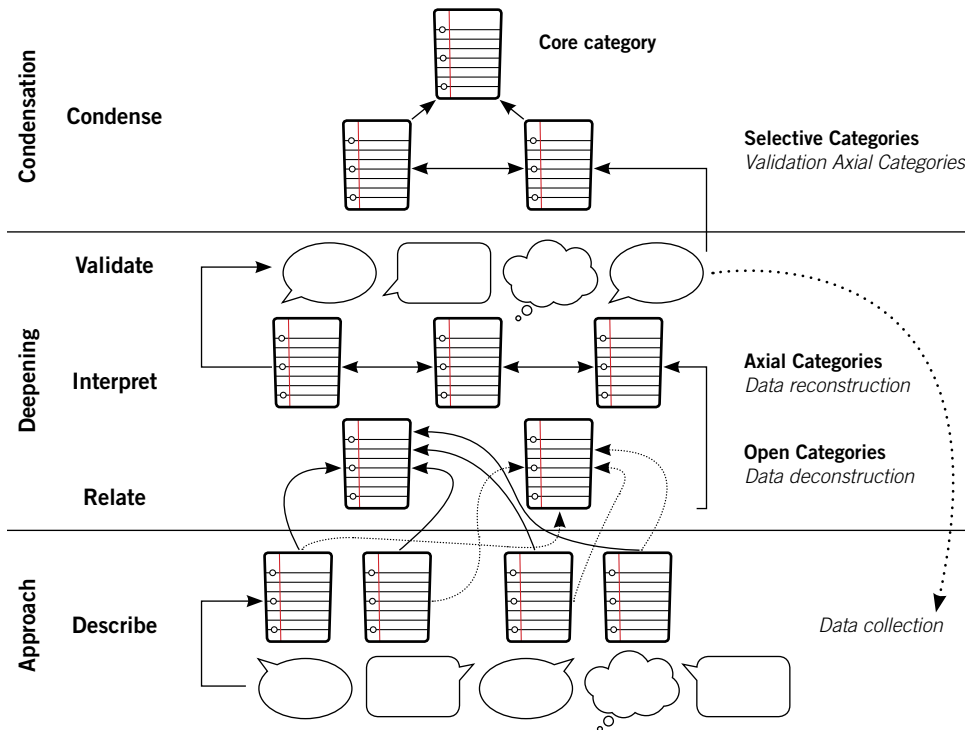 Core category
Condensation
Condense
Selective Categories
Validation Axial Categories
Validate
Deepening
Interpret
Axial Categories
Data reconstruction
Open Categories
Data deconstruction
Relate
Approach
Describe
Data collection